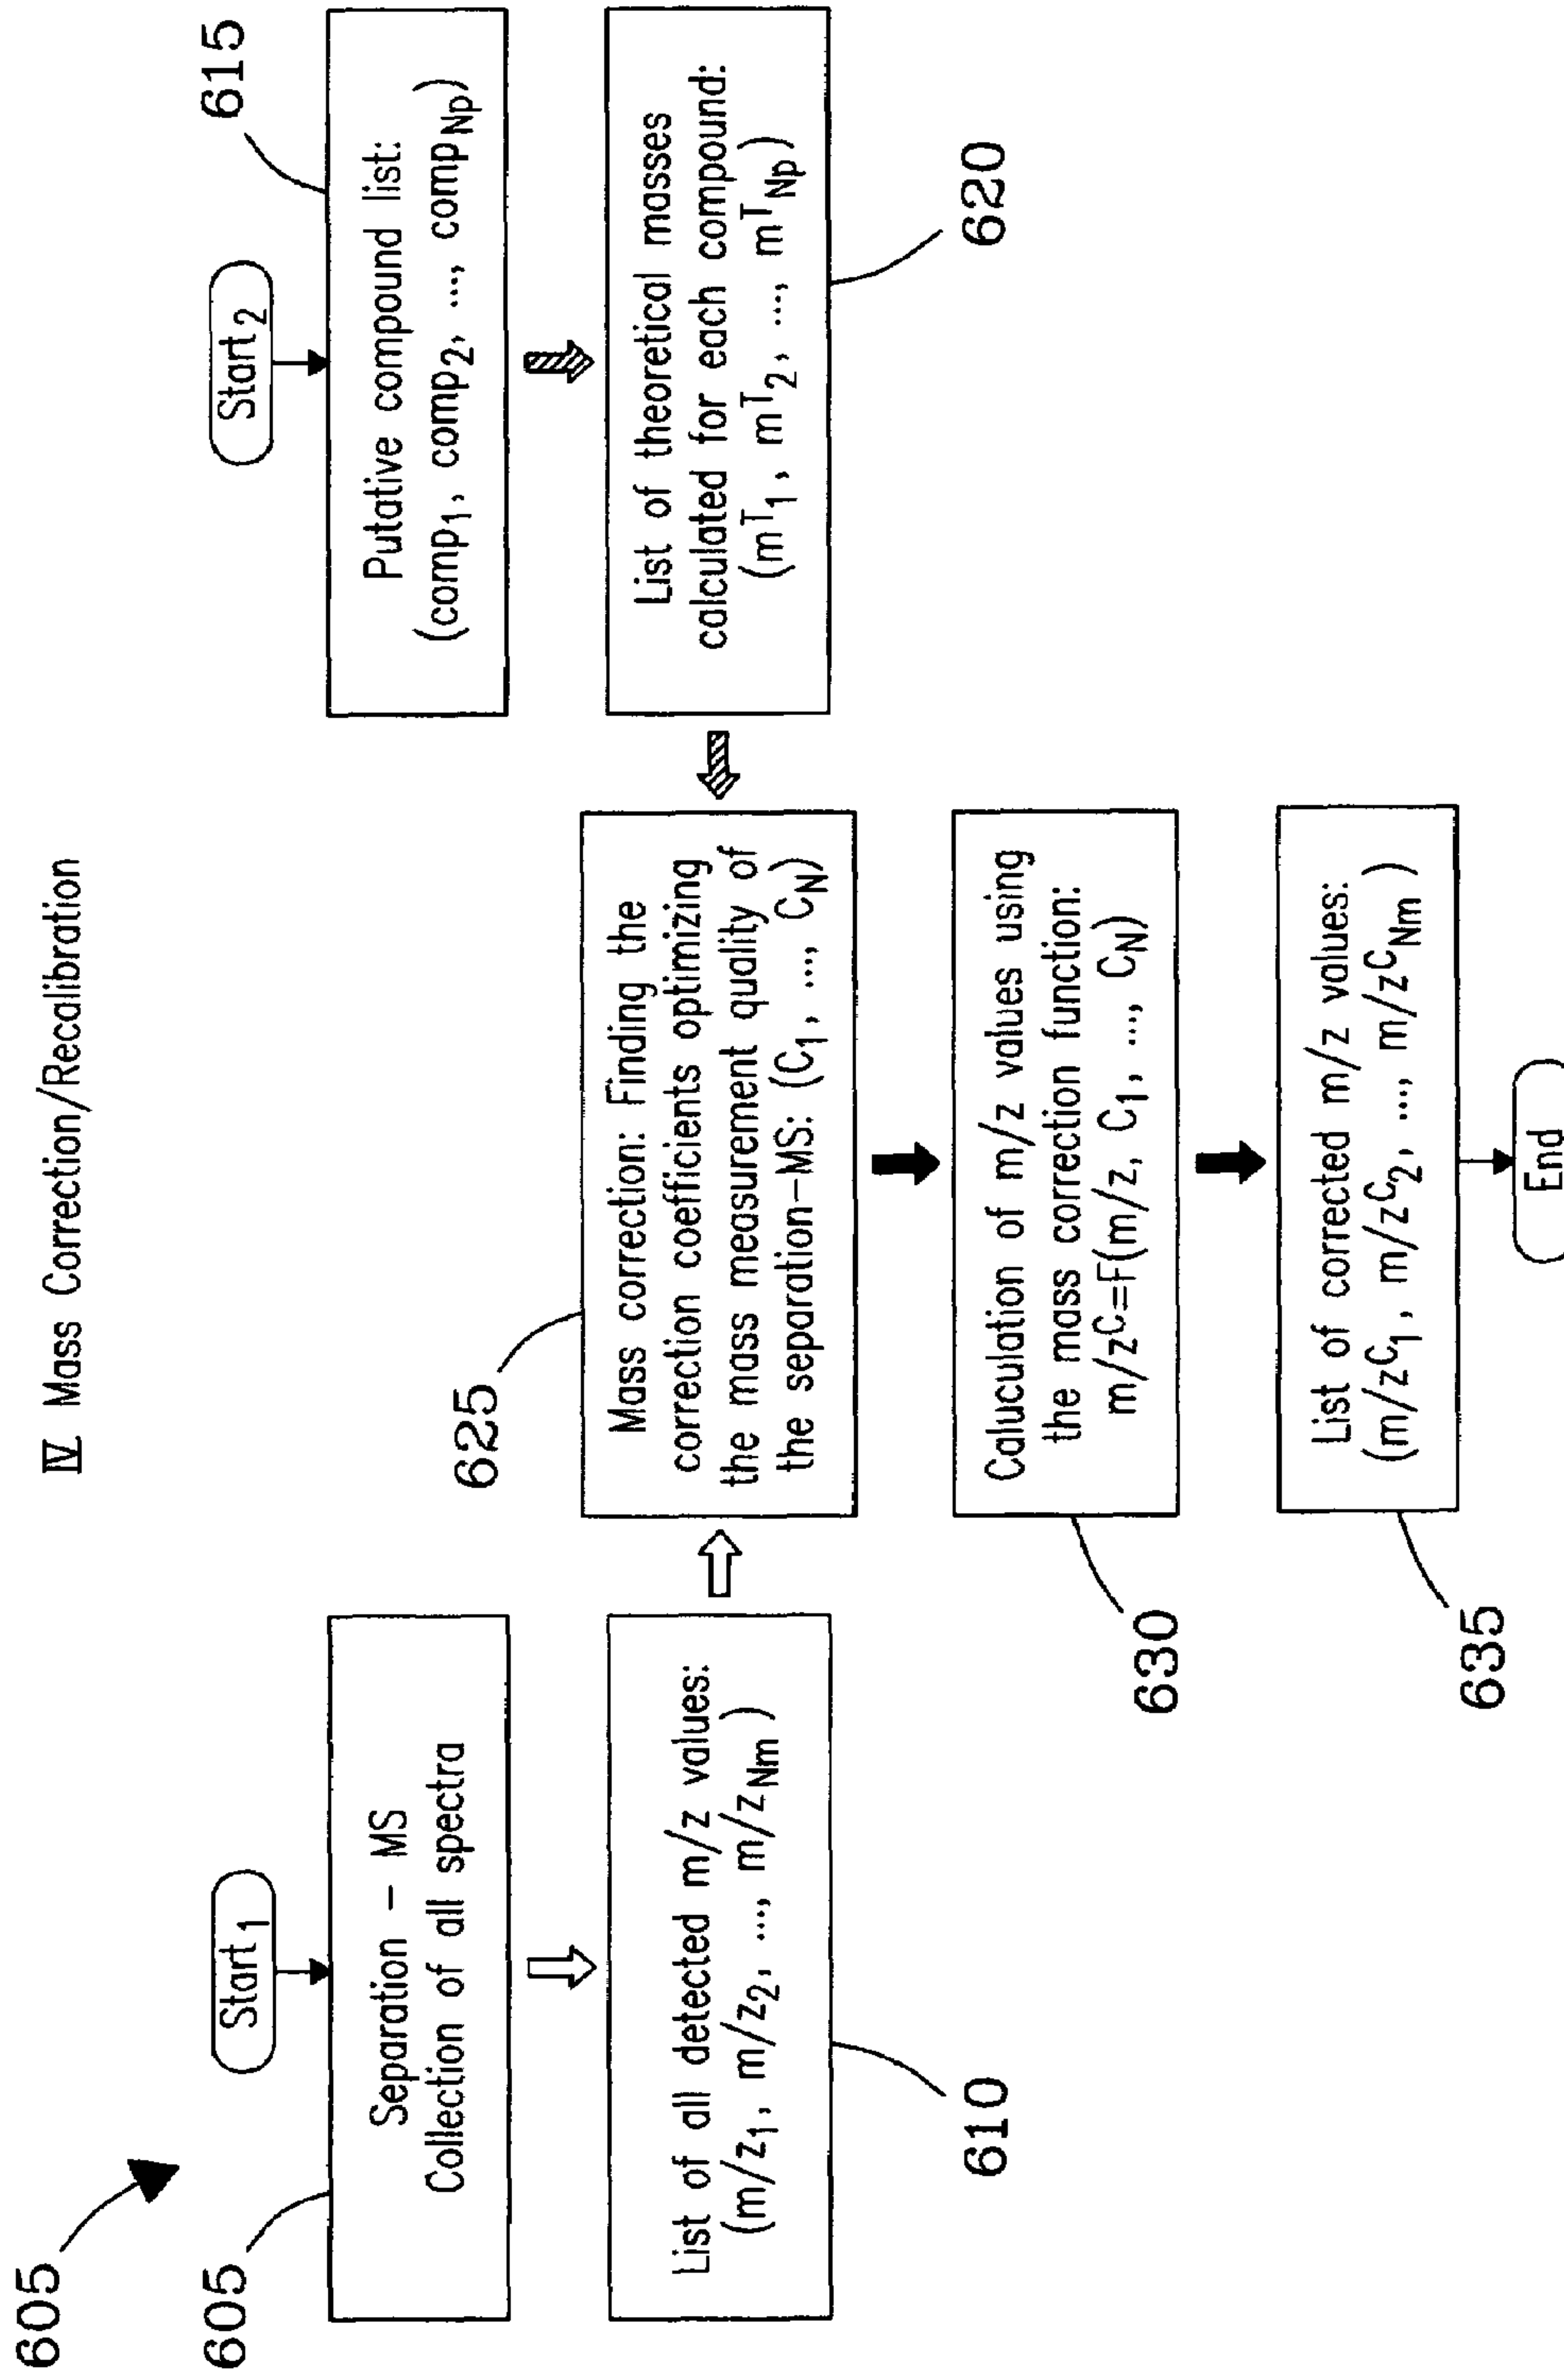 IV Mass Correction/Recalibration
605
605
Start1
Separation - MS
Collection of all spectra
List of all detected m/z values:
(m/z1, m/z2, ..., m/zNm)
610
Start2
615
Putative compound list:
(comp1, comp2, ..., compNp)
List of theoretical masses
calculated for each compound:
(mT1, mT2, ..., mTNp)
620
625
Mass correction: Finding the
correction coefficients optimizing
the mass measurement quality of
the separation-MS: (C1, ..., CN)
Caluculation of m/z values using
the mass correction function:
m/zC=F(m/z, C1, ..., CN)
630
List of corrected m/z values:
(m/zC1, m/zC2, ..., m/zCNm)
635
End